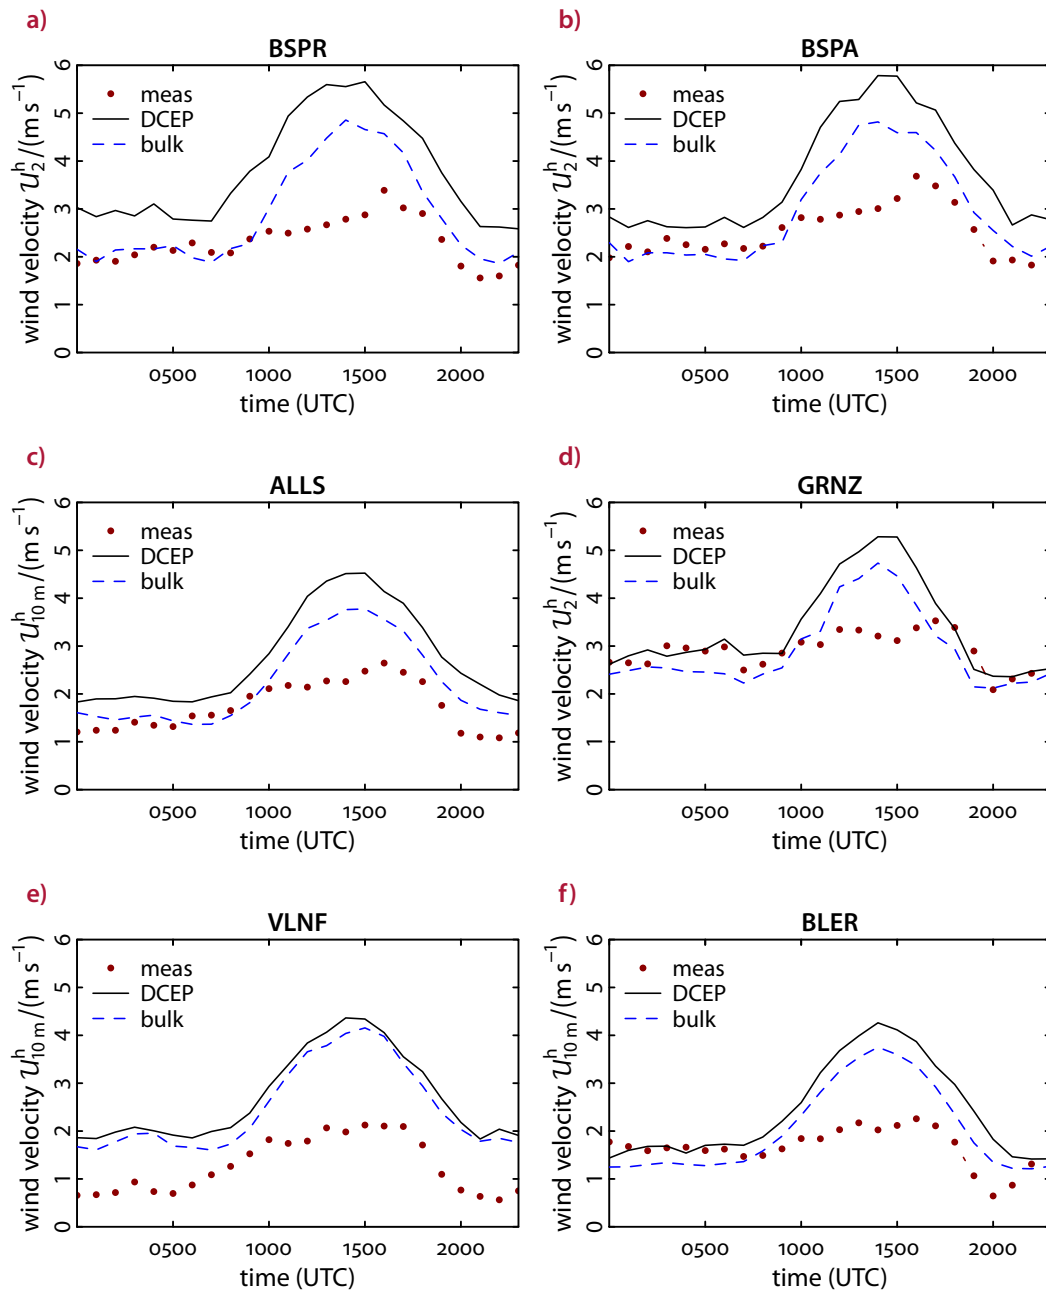 a)
BSPR
wind velocity 𝒰₂ʰ/(m s⁻¹)
0 1 2 3 4 5 6
meas
DCEP
bulk
0500 1000 1500 2000
time (UTC)
b)
BSPA
wind velocity 𝒰₂ʰ/(m s⁻¹)
0 1 2 3 4 5 6
meas
DCEP
bulk
0500 1000 1500 2000
time (UTC)
c)
ALLS
wind velocity 𝒰₁₀ ₘʰ/(m s⁻¹)
0 1 2 3 4 5 6
meas
DCEP
bulk
0500 1000 1500 2000
time (UTC)
d)
GRNZ
wind velocity 𝒰₂ʰ/(m s⁻¹)
0 1 2 3 4 5 6
meas
DCEP
bulk
0500 1000 1500 2000
time (UTC)
e)
VLNF
wind velocity 𝒰₁₀ ₘʰ/(m s⁻¹)
0 1 2 3 4 5 6
meas
DCEP
bulk
0500 1000 1500 2000
time (UTC)
f)
BLER
wind velocity 𝒰₁₀ ₘʰ/(m s⁻¹)
0 1 2 3 4 5 6
meas
DCEP
bulk
0500 1000 1500 2000
time (UTC)